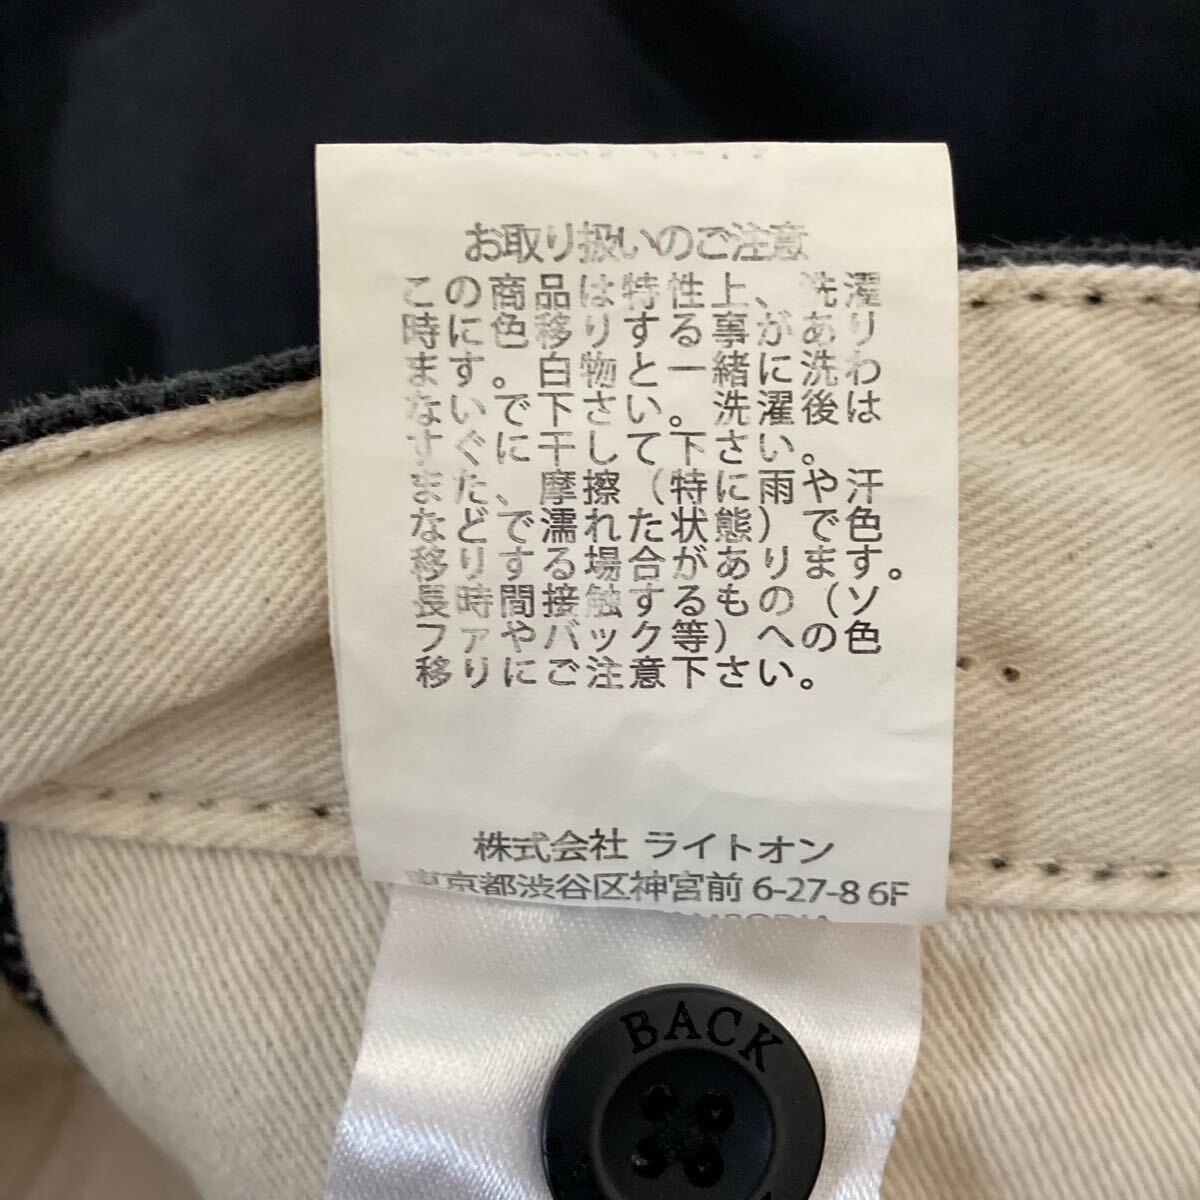 お取り扱いのご注意
この商品は特性上、洗濯
時に色移りする事があり
ます。白物と一緒に洗わ
ないで下さい。洗濯後は
すぐに干して下さい。
また、摩擦（特に雨や汗
などで濡れた状態）で色
移りする場合があります。
長時間接触するもの（ソ
ファやバック等）への色
移りにご注意下さい。
株式会社 ライトオン
東京都渋谷区神宮前 6-27-8 6F
BACK